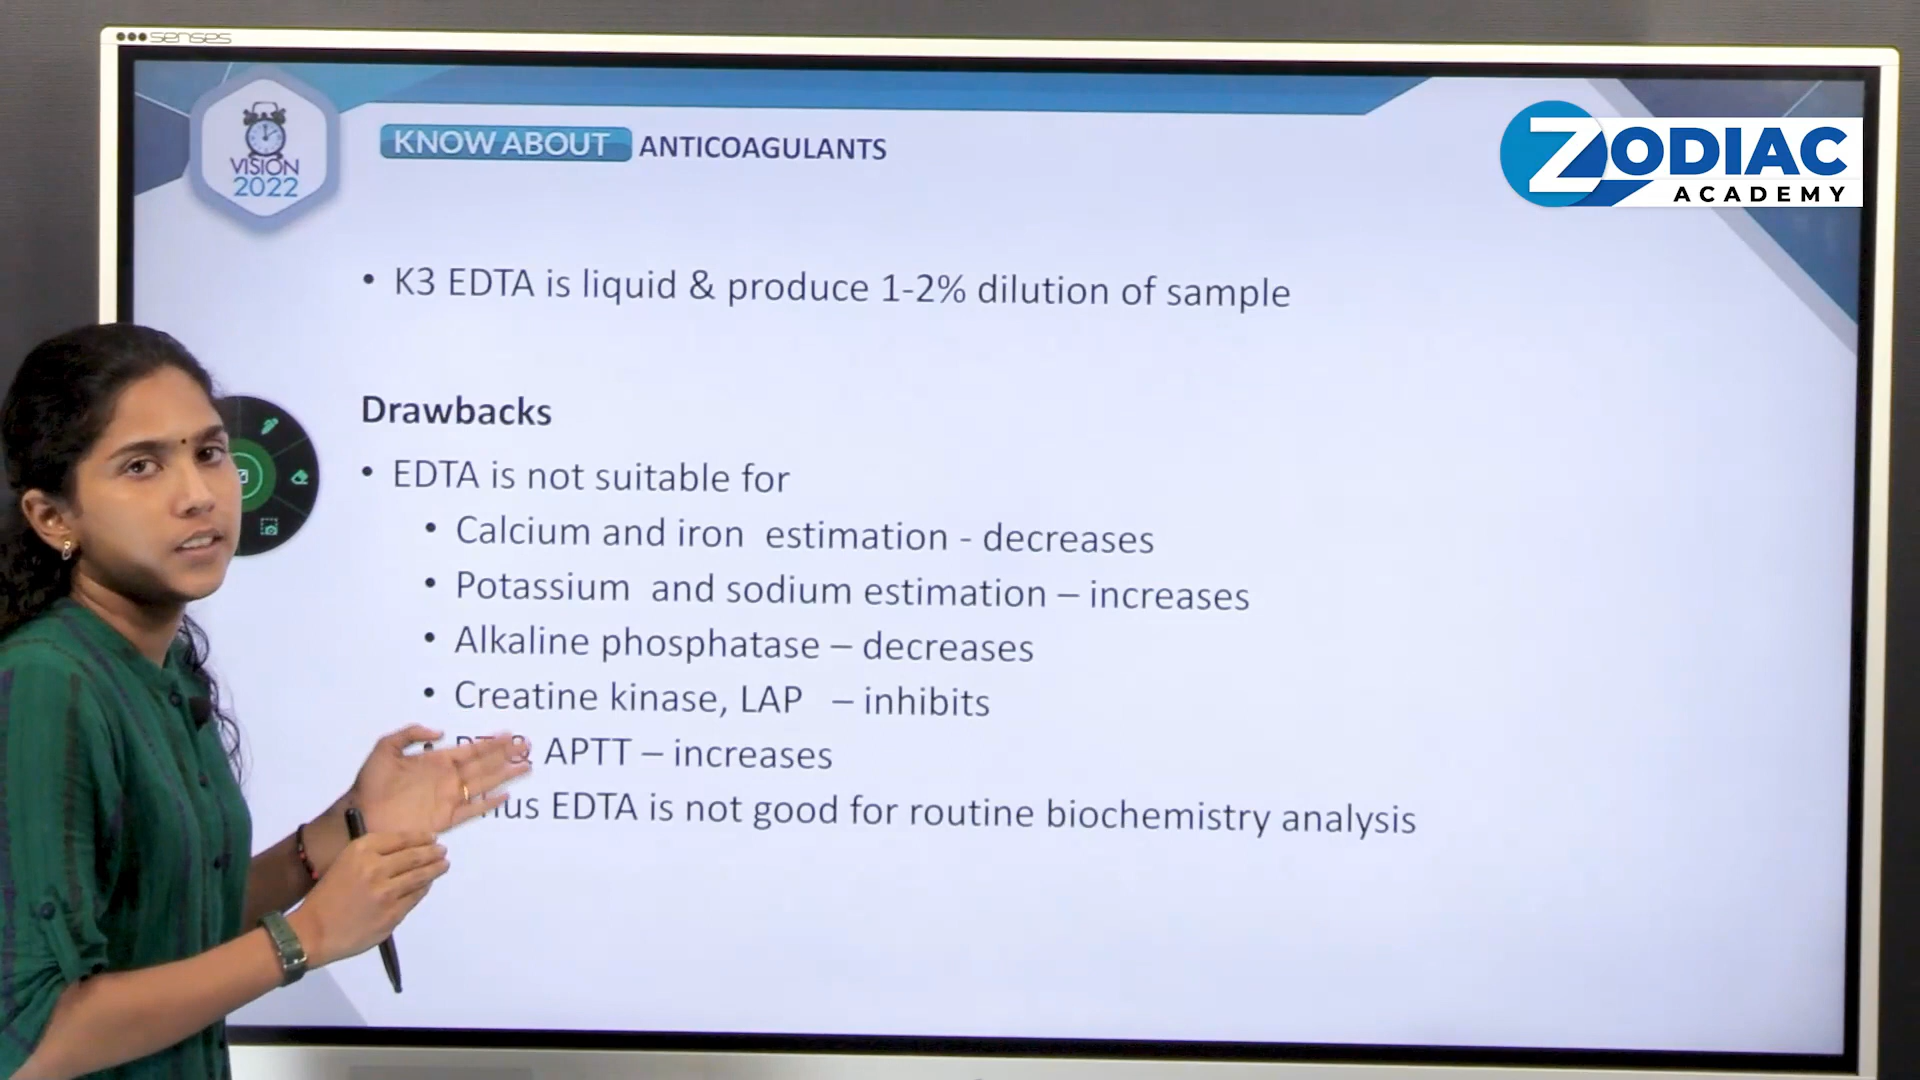 senses
VISION
2022
KNOW ABOUT ANTICOAGULANTS
ZODIAC
ACADEMY
• K3 EDTA is liquid & produce 1-2% dilution of sample
Drawbacks
• EDTA is not suitable for
• Calcium and iron estimation - decreases
• Potassium and sodium estimation – increases
• Alkaline phosphatase – decreases
• Creatine kinase, LAP – inhibits
• & APTT – increases
EDTA is not good for routine biochemistry analysis